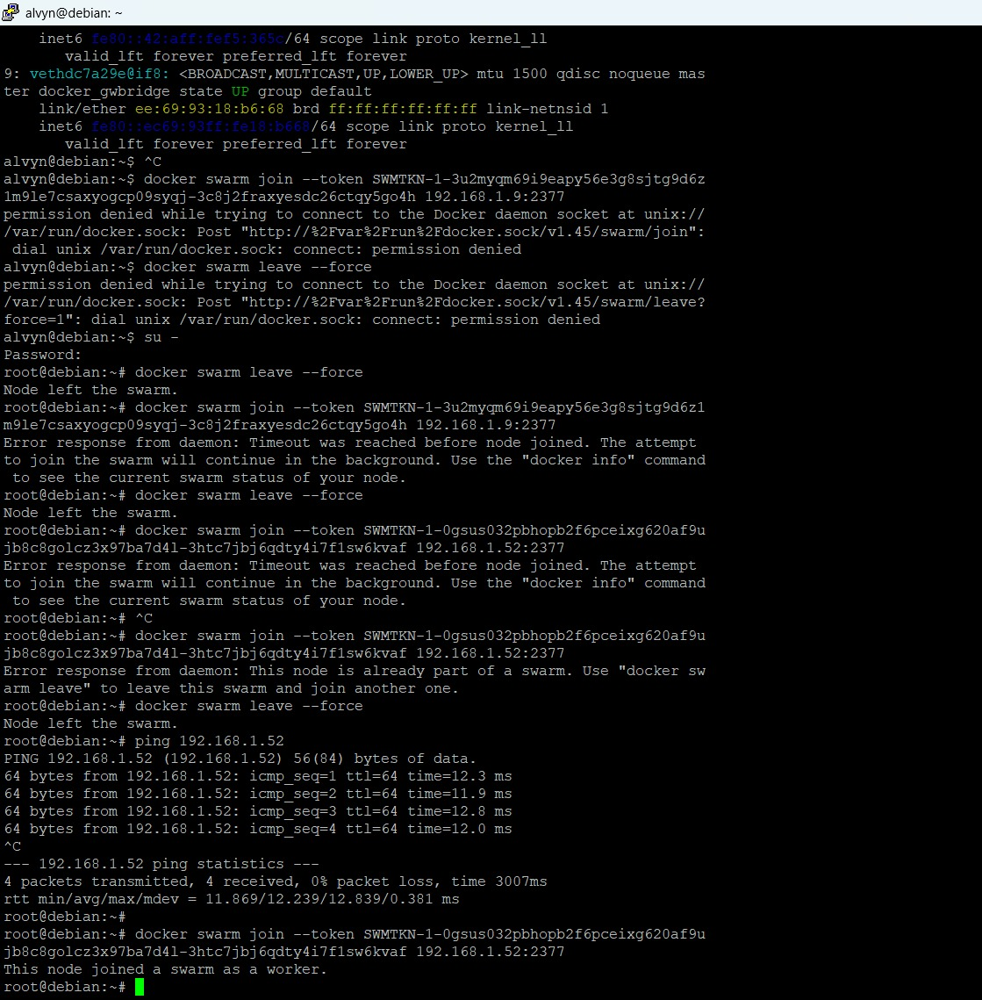 alvyn@debian: ~
inet6 fe80::42:aff:fef5:365c/64 scope link proto kernel_ll
valid_lft forever preferred_lft forever
9: vethdc7a29e@if8: <BROADCAST,MULTICAST,UP,LOWER_UP> mtu 1500 qdisc noqueue mas
ter docker_gwbridge state UP group default
link/ether ee:69:93:18:b6:68 brd ff:ff:ff:ff:ff:ff link-netnsid 1
inet6 fe80::ec69:93ff:fe18:b668/64 scope link proto kernel_ll
valid_lft forever preferred_lft forever
alvyn@debian:~$ ^C
alvyn@debian:~$ docker swarm join --token SWMTKN-1-3u2myqm69i9eapy56e3g8sjtg9d6z
1m9le7csaxyogcp09syqj-3c8j2fraxyesdc26ctqy5go4h 192.168.1.9:2377
permission denied while trying to connect to the Docker daemon socket at unix://
/var/run/docker.sock: Post "http://%2Fvar%2Frun%2Fdocker.sock/v1.45/swarm/join":
dial unix /var/run/docker.sock: connect: permission denied
alvyn@debian:~$ docker swarm leave --force
permission denied while trying to connect to the Docker daemon socket at unix://
/var/run/docker.sock: Post "http://%2Fvar%2Frun%2Fdocker.sock/v1.45/swarm/leave?
force=1": dial unix /var/run/docker.sock: connect: permission denied
alvyn@debian:~$ su -
Password:
root@debian:~# docker swarm leave --force
Node left the swarm.
root@debian:~# docker swarm join --token SWMTKN-1-3u2myqm69i9eapy56e3g8sjtg9d6z1
m9le7csaxyogcp09syqj-3c8j2fraxyesdc26ctqy5go4h 192.168.1.9:2377
Error response from daemon: Timeout was reached before node joined. The attempt
to join the swarm will continue in the background. Use the "docker info" command
to see the current swarm status of your node.
root@debian:~# docker swarm leave --force
Node left the swarm.
root@debian:~# docker swarm join --token SWMTKN-1-0gsus032pbhopb2f6pceixg620af9u
jb8c8golcz3x97ba7d4l-3htc7jbj6qdty4i7f1sw6kvaf 192.168.1.52:2377
Error response from daemon: Timeout was reached before node joined. The attempt
to join the swarm will continue in the background. Use the "docker info" command
to see the current swarm status of your node.
root@debian:~# ^C
root@debian:~# docker swarm join --token SWMTKN-1-0gsus032pbhopb2f6pceixg620af9u
jb8c8golcz3x97ba7d4l-3htc7jbj6qdty4i7f1sw6kvaf 192.168.1.52:2377
Error response from daemon: This node is already part of a swarm. Use "docker sw
arm leave" to leave this swarm and join another one.
root@debian:~# docker swarm leave --force
Node left the swarm.
root@debian:~# ping 192.168.1.52
PING 192.168.1.52 (192.168.1.52) 56(84) bytes of data.
64 bytes from 192.168.1.52: icmp_seq=1 ttl=64 time=12.3 ms
64 bytes from 192.168.1.52: icmp_seq=2 ttl=64 time=11.9 ms
64 bytes from 192.168.1.52: icmp_seq=3 ttl=64 time=12.8 ms
64 bytes from 192.168.1.52: icmp_seq=4 ttl=64 time=12.0 ms
^C
--- 192.168.1.52 ping statistics ---
4 packets transmitted, 4 received, 0% packet loss, time 3007ms
rtt min/avg/max/mdev = 11.869/12.239/12.839/0.381 ms
root@debian:~#
root@debian:~# docker swarm join --token SWMTKN-1-0gsus032pbhopb2f6pceixg620af9u
jb8c8golcz3x97ba7d4l-3htc7jbj6qdty4i7f1sw6kvaf 192.168.1.52:2377
This node joined a swarm as a worker.
root@debian:~#